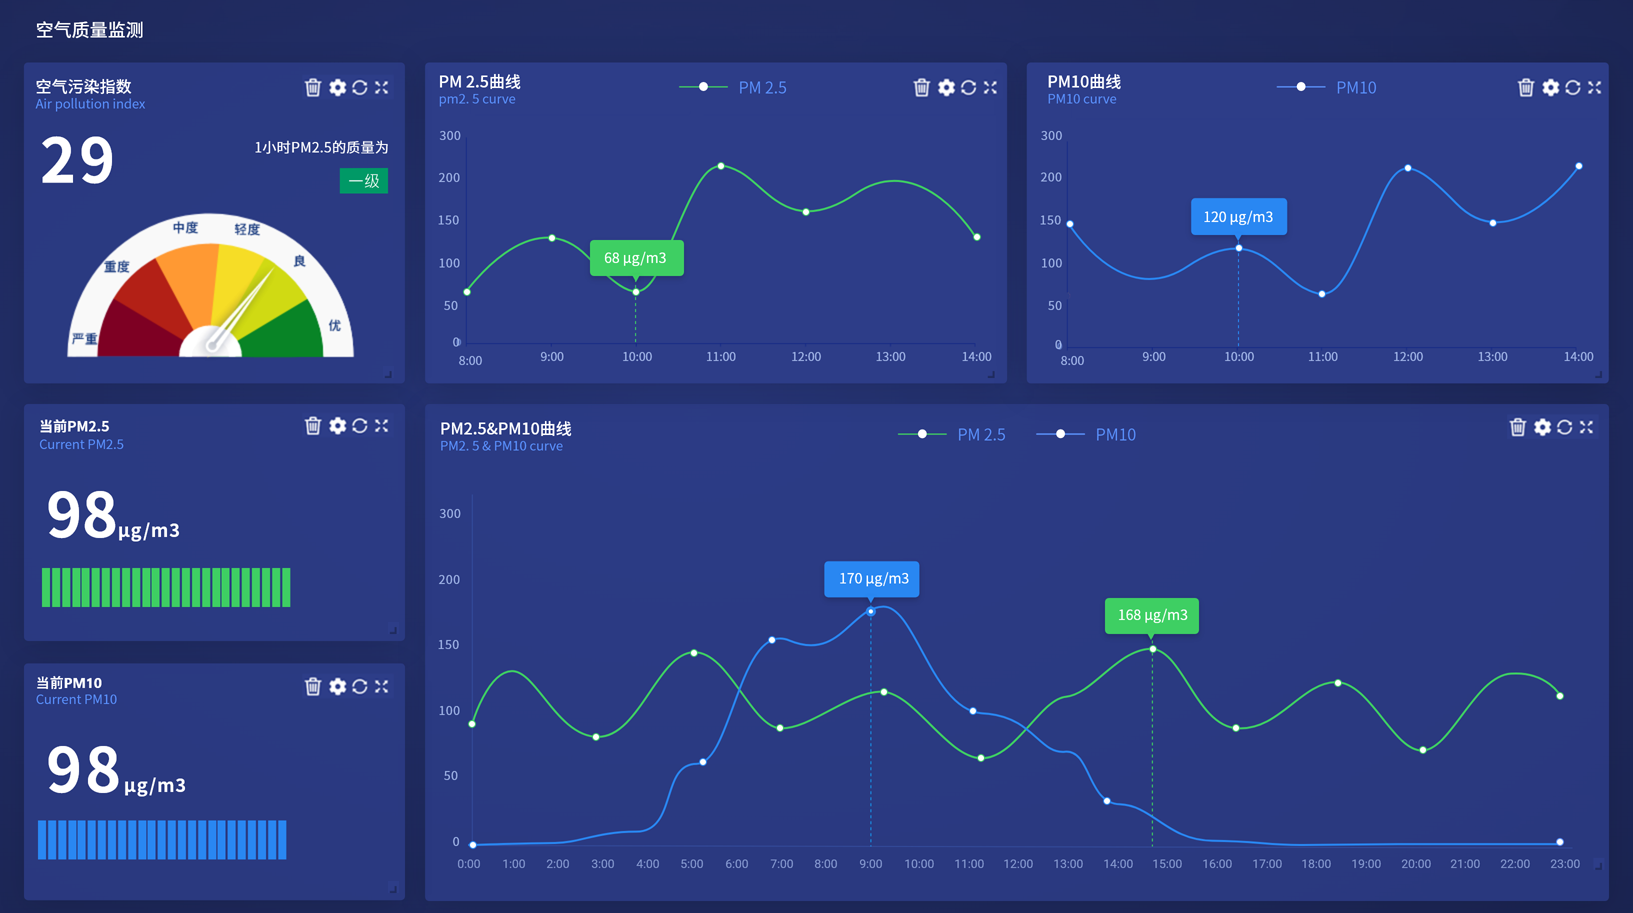 空气质量监测
空气污染指数
Air pollution index
29
1小时PM2.5的质量为
一级
严重
重度
中度
轻度
良
优
PM 2.5曲线
pm2. 5 curve
PM 2.5
300
200
150
100
50
0
68 μg/m3
8:00 9:00 10:00 11:00 12:00 13:00 14:00
PM10曲线
PM10 curve
PM10
300
200
150
100
50
0
120 μg/m3
8:00 9:00 10:00 11:00 12:00 13:00 14:00
当前PM2.5
Current PM2.5
98μg/m3
当前PM10
Current PM10
98μg/m3
PM2.5&PM10曲线
PM2. 5 & PM10 curve
PM 2.5 PM10
300
200
150
100
50
0
170 μg/m3
168 μg/m3
0:00 1:00 2:00 3:00 4:00 5:00 6:00 7:00 8:00 9:00 10:00 11:00 12:00 13:00 14:00 15:00 16:00 17:00 18:00 19:00 20:00 21:00 22:00 23:00